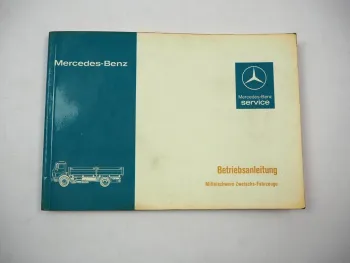 Mercedes-Benz
Mercedes-Benz
service
Betriebsanleitung
Mittelschwere Zweiachs-Fahrzeuge